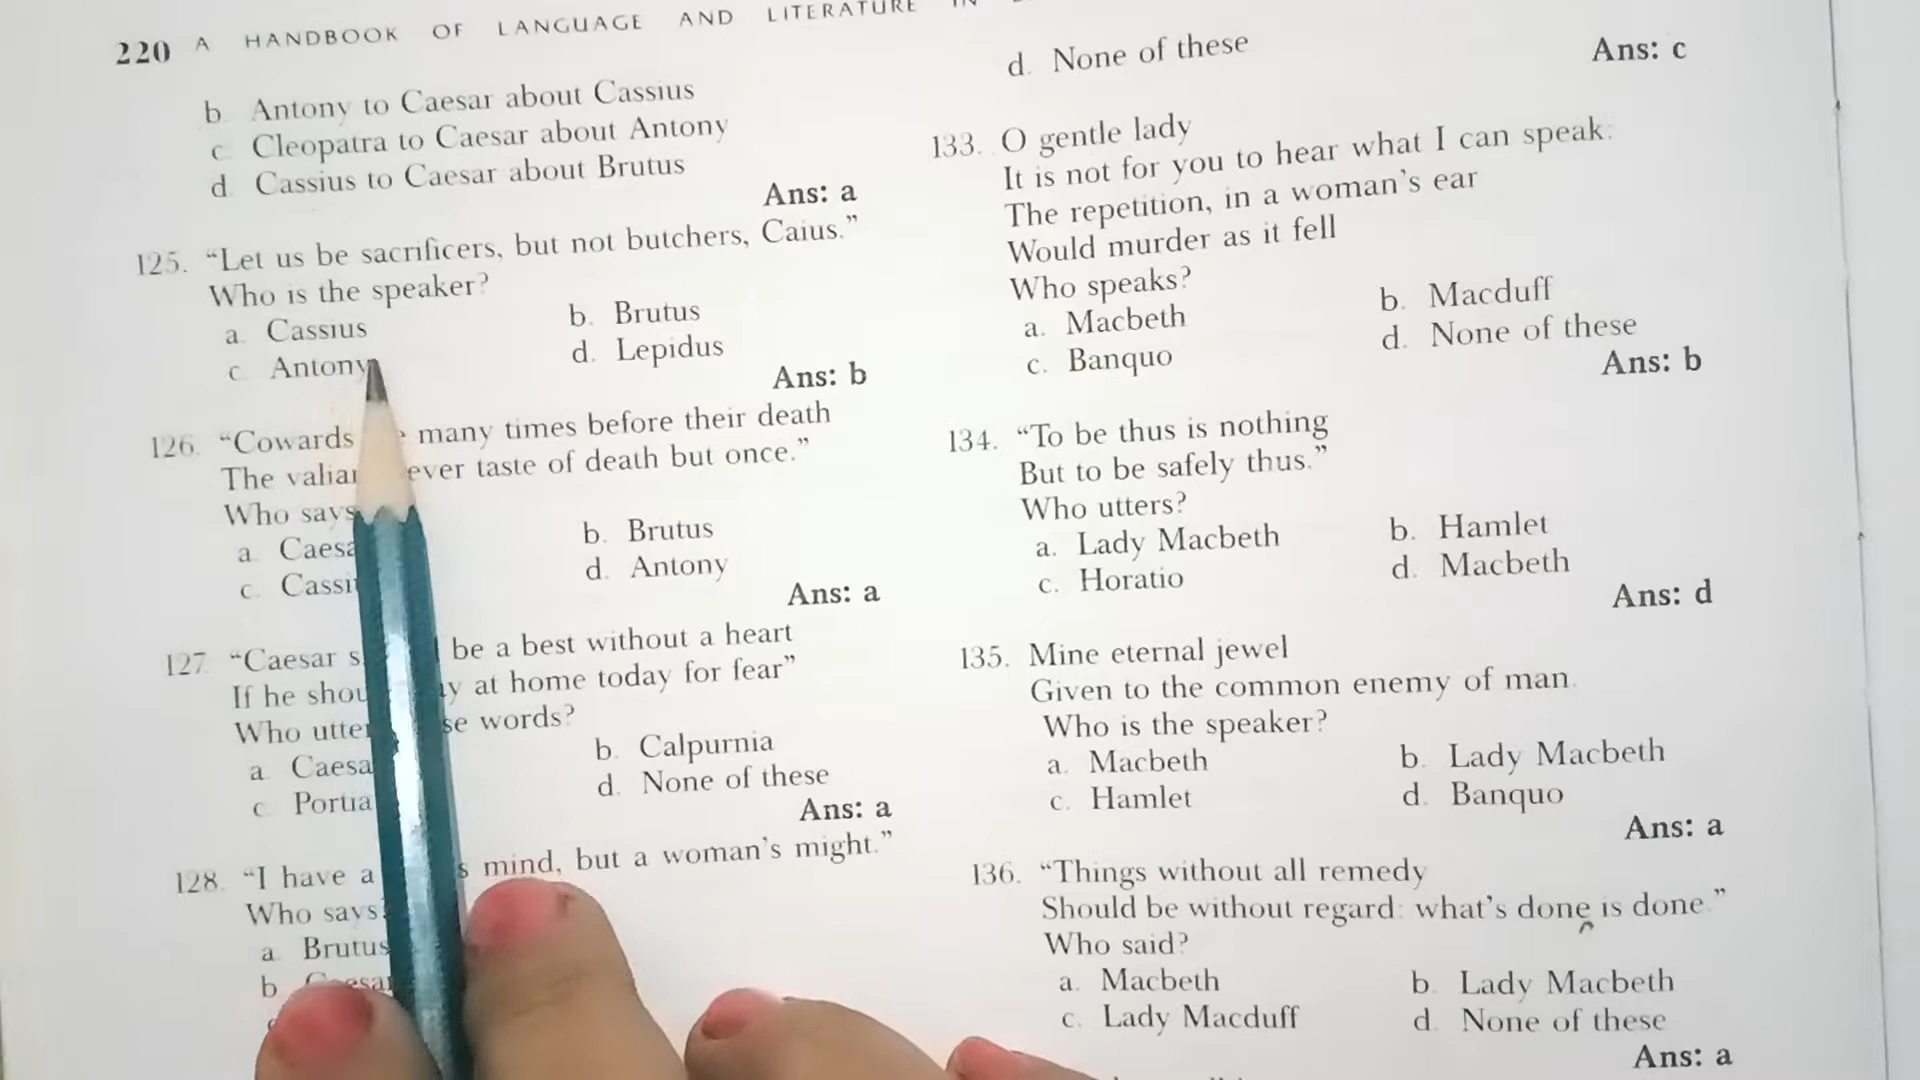 220 A HANDBOOK OF LANGUAGE AND LITERATURE IN
b. Antony to Caesar about Cassius
c. Cleopatra to Caesar about Antony
d. Cassius to Caesar about Brutus
Ans: a
125. “Let us be sacrificers, but not butchers, Caius.”
Who is the speaker?
a. Cassius b. Brutus
c. Antony d. Lepidus
Ans: b
126. “Cowards many times before their death
The ever taste of death but once.”
Who says
a. b. Brutus
c. d. Antony
Ans: a
127. “Caesar be a best without a heart
If he at home today for fear”
Who words?
a. b. Calpurnia
c. Portia d. None of these
Ans: a
128. “I have a mind, but a woman's might.”
Who says
a. Brutus
b.
d. None of these
Ans: c
133. O gentle lady
It is not for you to hear what I can speak:
The repetition, in a woman's ear
Would murder as it fell
Who speaks?
a. Macbeth b. Macduff
c. Banquo d. None of these
Ans: b
134. “To be thus is nothing
But to be safely thus.”
Who utters?
a. Lady Macbeth b. Hamlet
c. Horatio d. Macbeth
Ans: d
135. Mine eternal jewel
Given to the common enemy of man.
Who is the speaker?
a. Macbeth b. Lady Macbeth
c. Hamlet d. Banquo
Ans: a
136. “Things without all remedy
Should be without regard: what's done is done.”
Who said?
a. Macbeth b. Lady Macbeth
c. Lady Macduff d. None of these
Ans: a